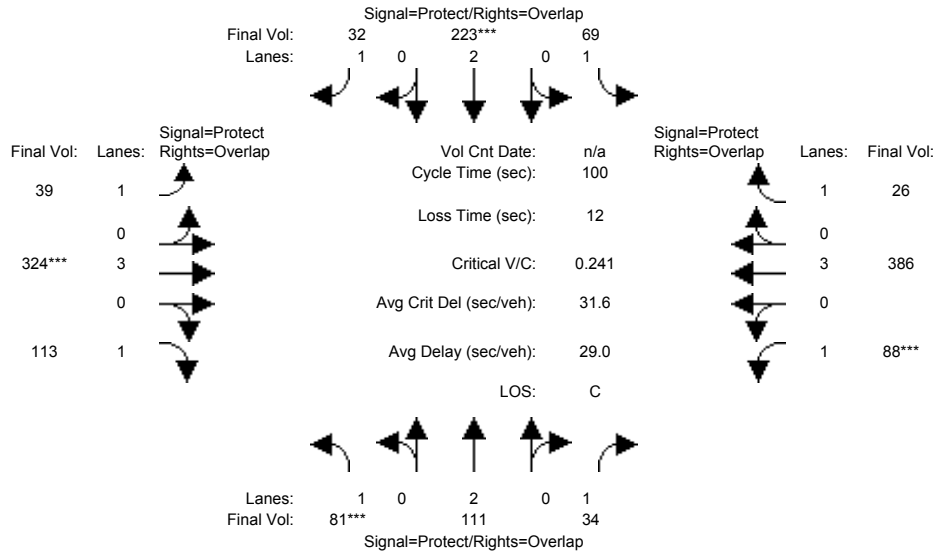 Signal=Protect/Rights=Overlap
Final Vol: 32 223*** 69
Lanes: 1 0 2 0 1
Signal=Protect
Final Vol: Lanes: Rights=Overlap
Vol Cnt Date: n/a
Cycle Time (sec): 100
Signal=Protect
Rights=Overlap Lanes: Final Vol:
39 1
1 26
Loss Time (sec): 12
0
0
324*** 3
Critical V/C: 0.241
3 386
0
Avg Crit Del (sec/veh): 31.6
0
113 1
Avg Delay (sec/veh): 29.0
1 88***
LOS: C
Lanes: 1 0 2 0 1
Final Vol: 81*** 111 34
Signal=Protect/Rights=Overlap